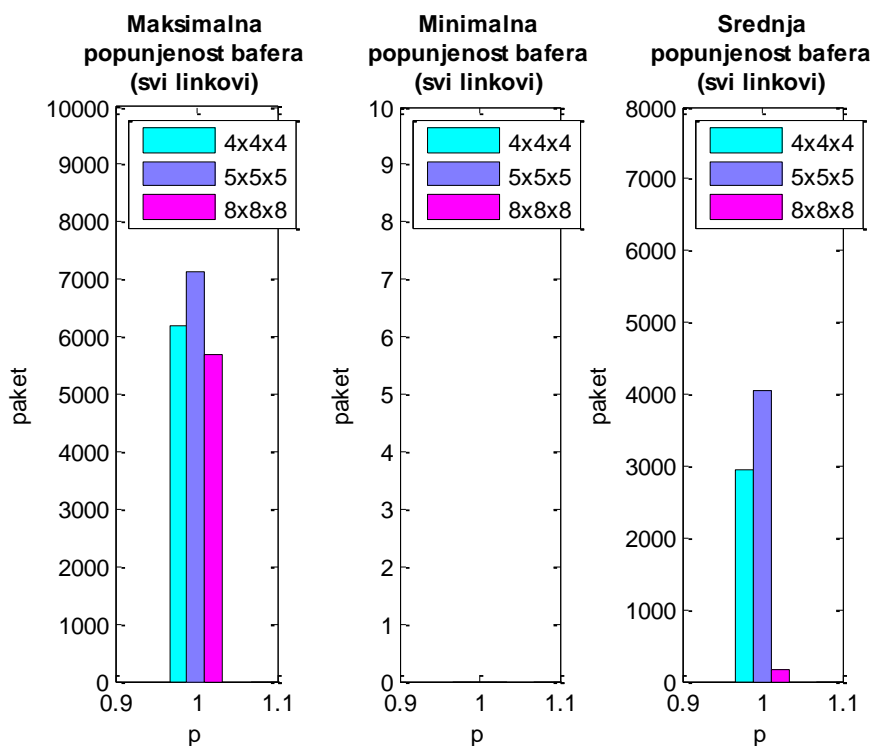 Maksimalna
popunjenost bafera
(svi linkovi)
10000
9000
8000
7000
6000
5000
4000
3000
2000
1000
0
paket
4x4x4
5x5x5
8x8x8
0.9 1 1.1
p
Minimalna
popunjenost bafera
(svi linkovi)
10
9
8
7
6
5
4
3
2
1
0
paket
4x4x4
5x5x5
8x8x8
0.9 1 1.1
p
Srednja
popunjenost bafera
(svi linkovi)
8000
7000
6000
5000
4000
3000
2000
1000
0
paket
4x4x4
5x5x5
8x8x8
0.9 1 1.1
p